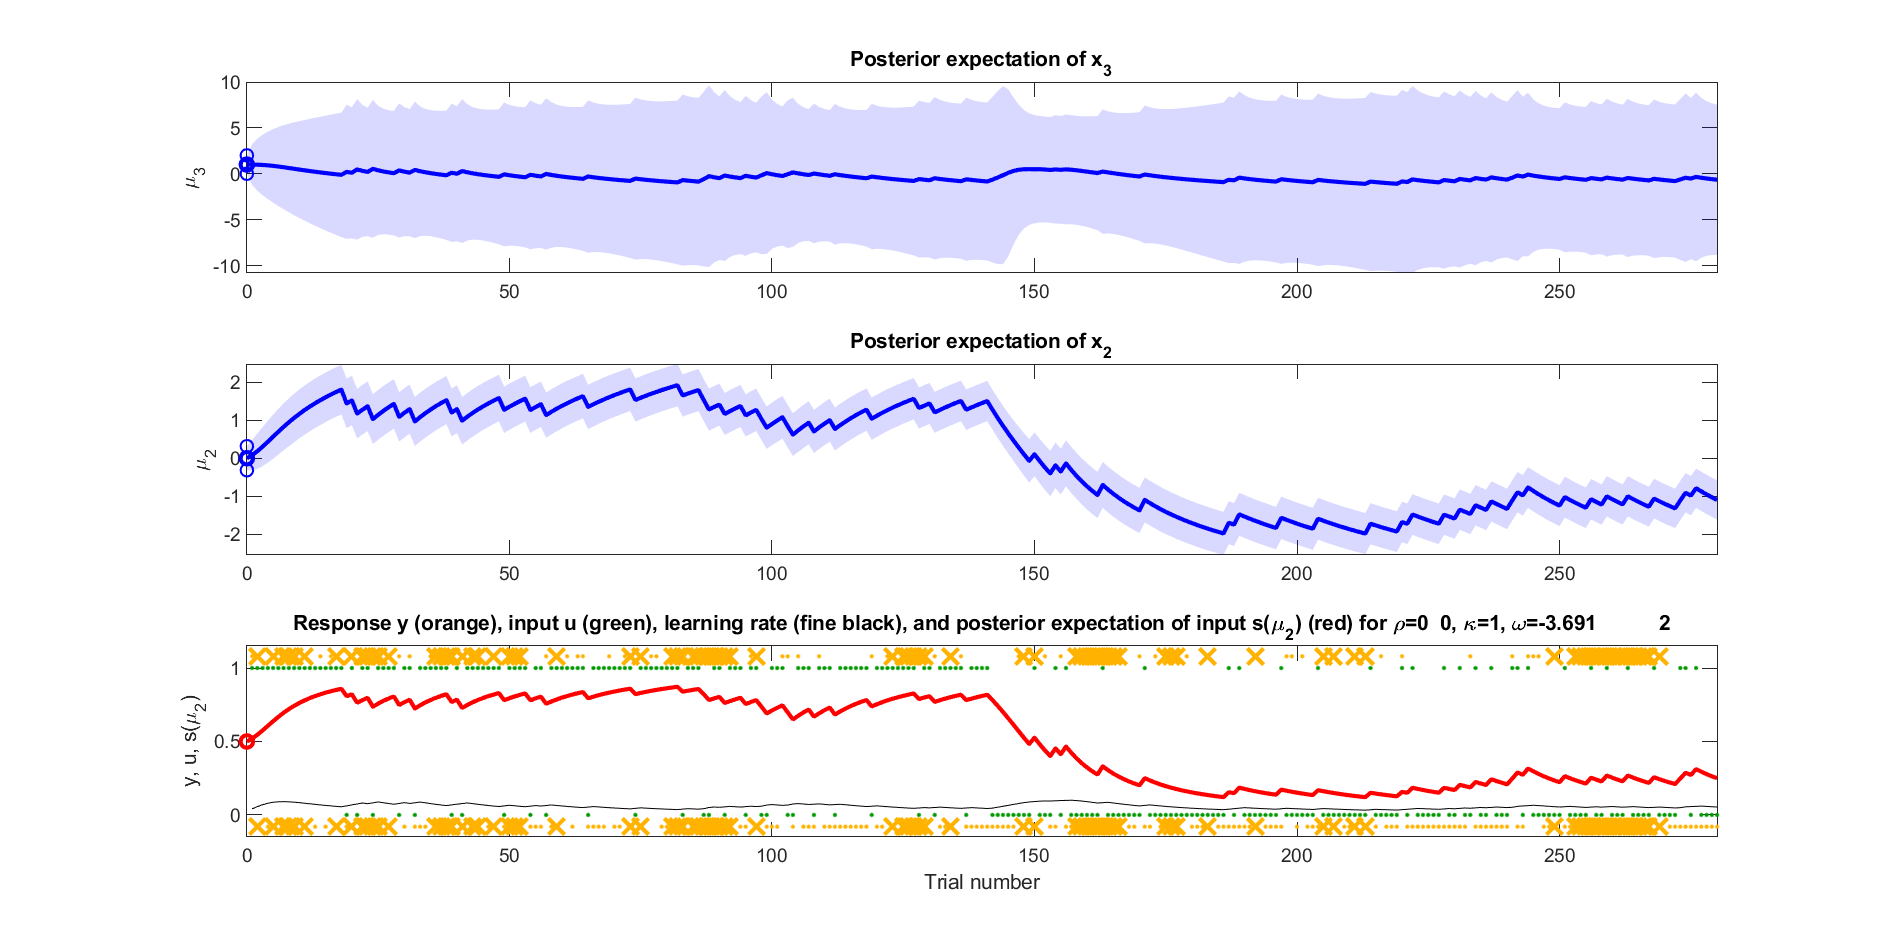 Posterior expectation of x3
10
5
0
-5
-10
μ3
0 50 100 150 200 250
Posterior expectation of x2
2
1
0
-1
-2
μ2
0 50 100 150 200 250
Response y (orange), input u (green), learning rate (fine black), and posterior expectation of input s(μ2) (red) for ρ=0 0, κ=1, ω=-3.691 2
1
0.5
0
y, u, s(μ2)
0 50 100 150 200 250
Trial number